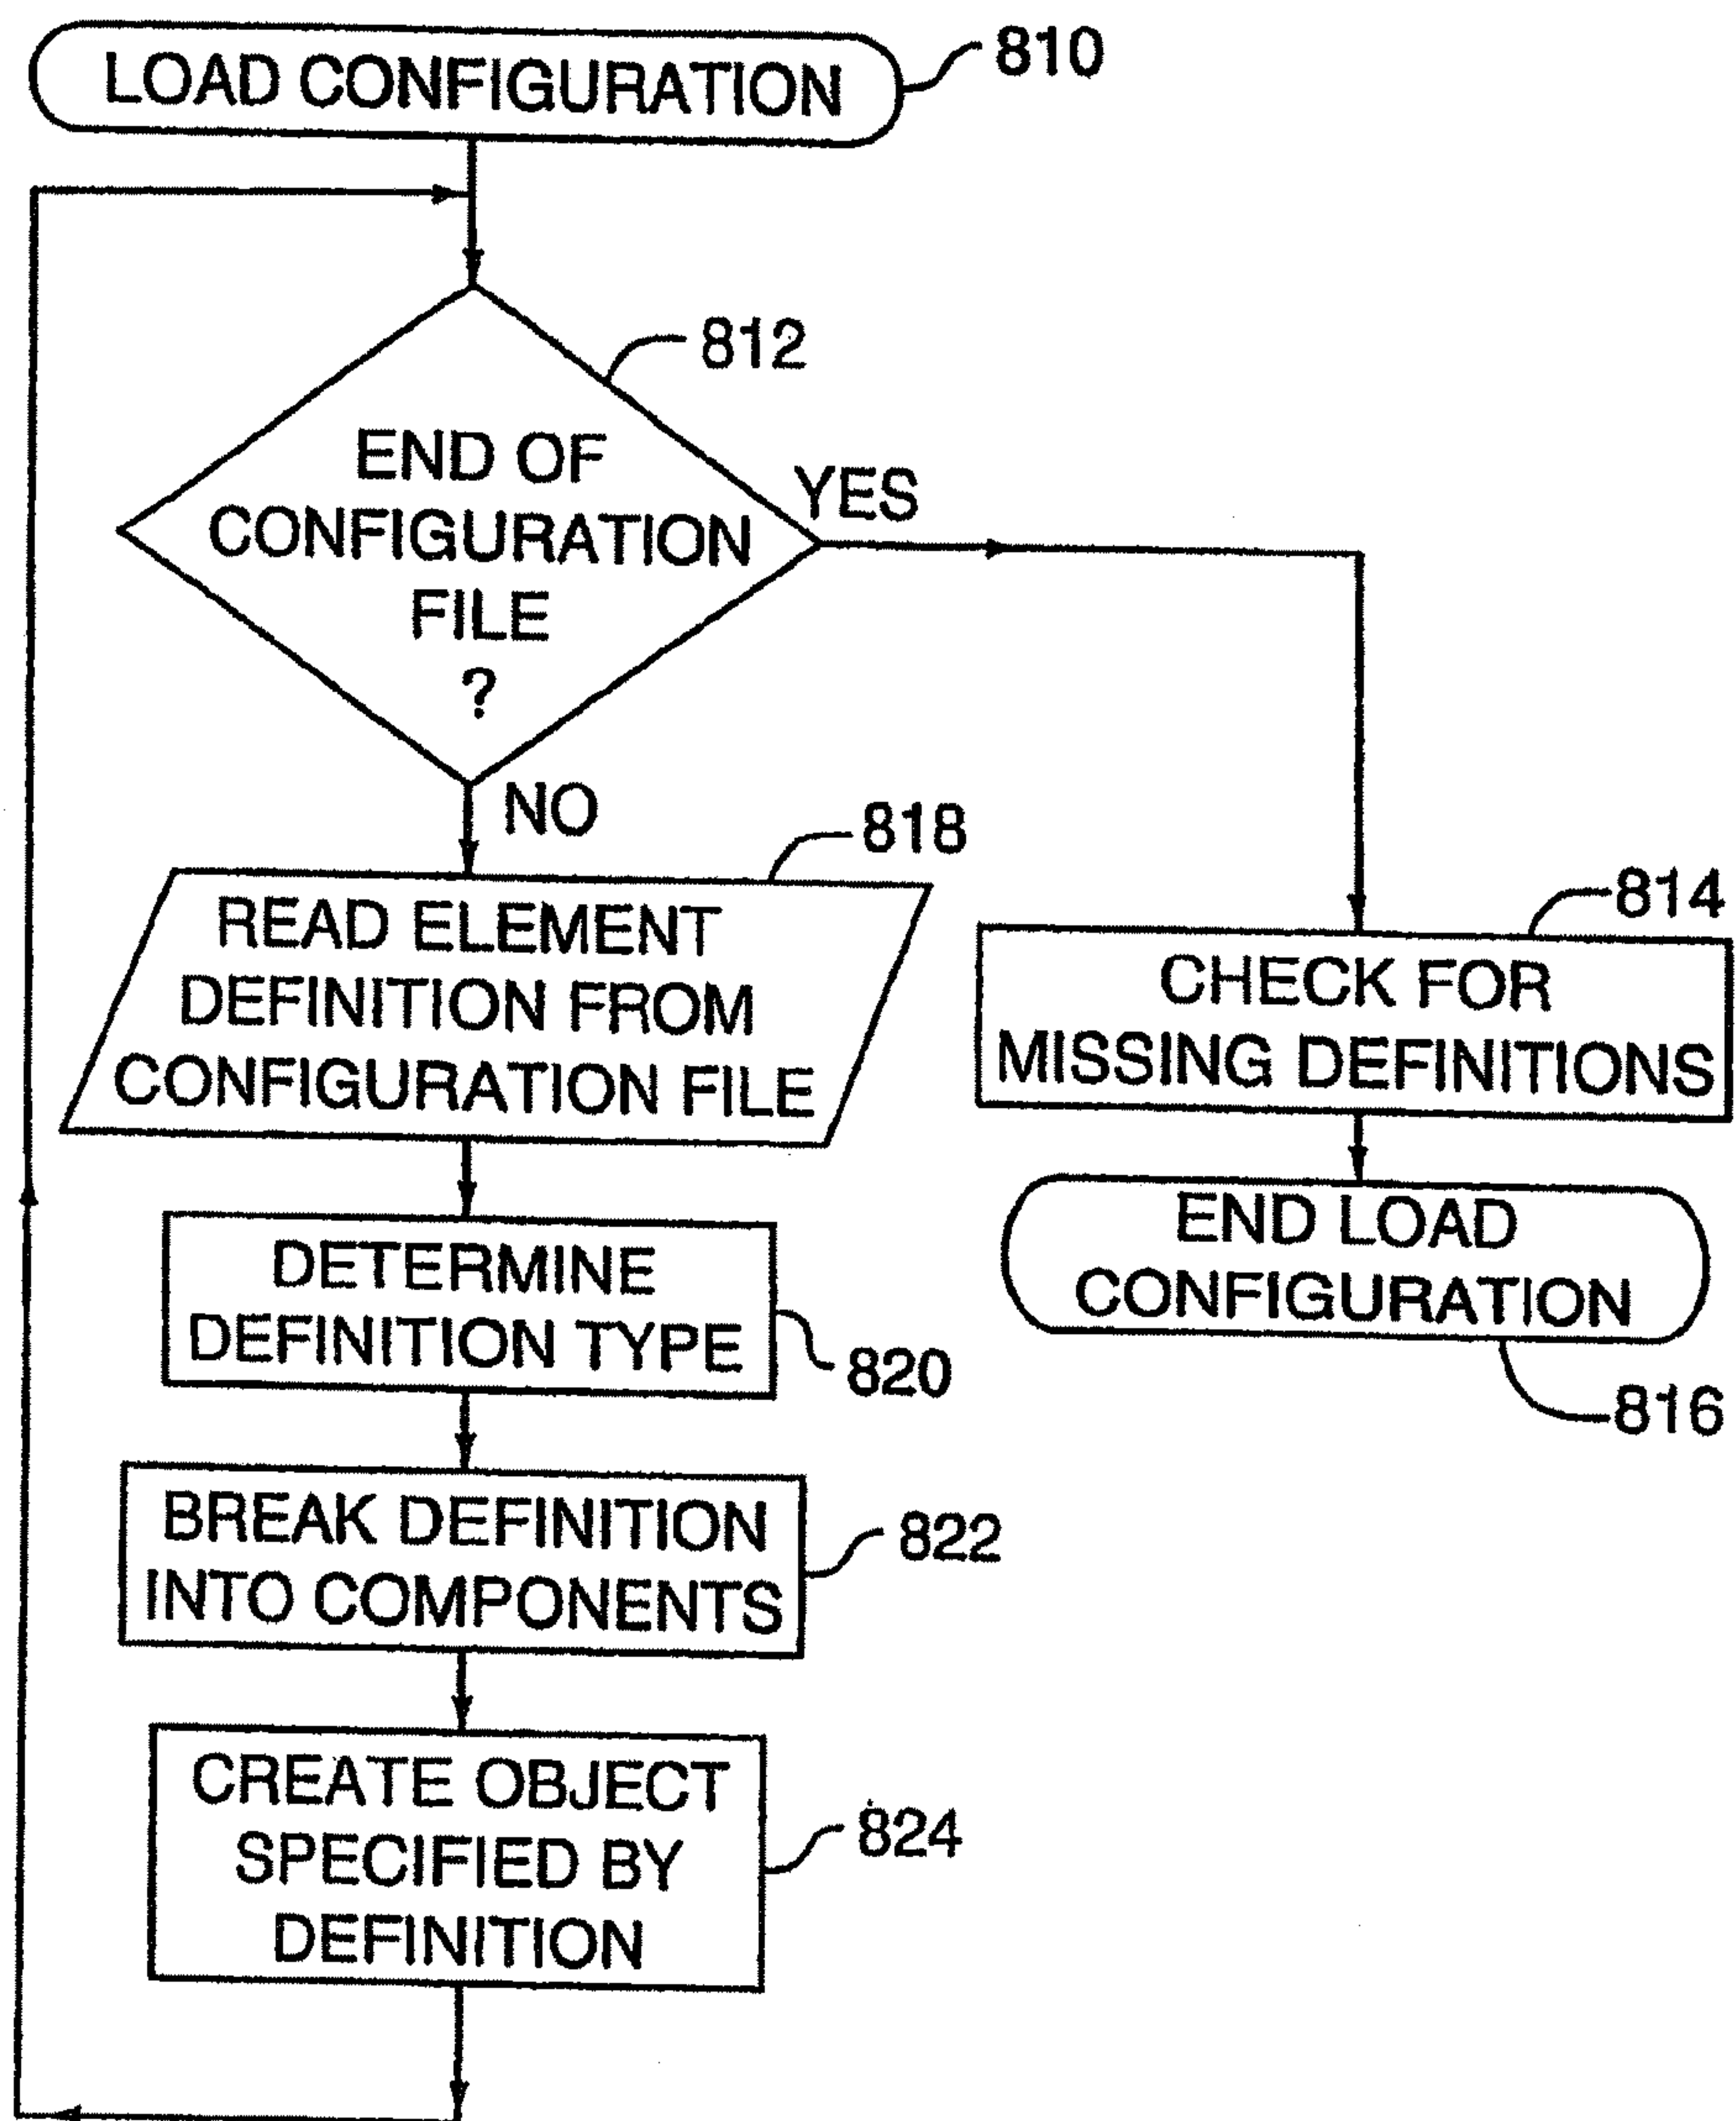 LOAD CONFIGURATION
810
812
END OF
CONFIGURATION
FILE
?
YES
NO
818
READ ELEMENT
DEFINITION FROM
CONFIGURATION FILE
814
CHECK FOR
MISSING DEFINITIONS
END LOAD
CONFIGURATION
816
DETERMINE
DEFINITION TYPE
820
BREAK DEFINITION
INTO COMPONENTS
822
CREATE OBJECT
SPECIFIED BY
DEFINITION
824